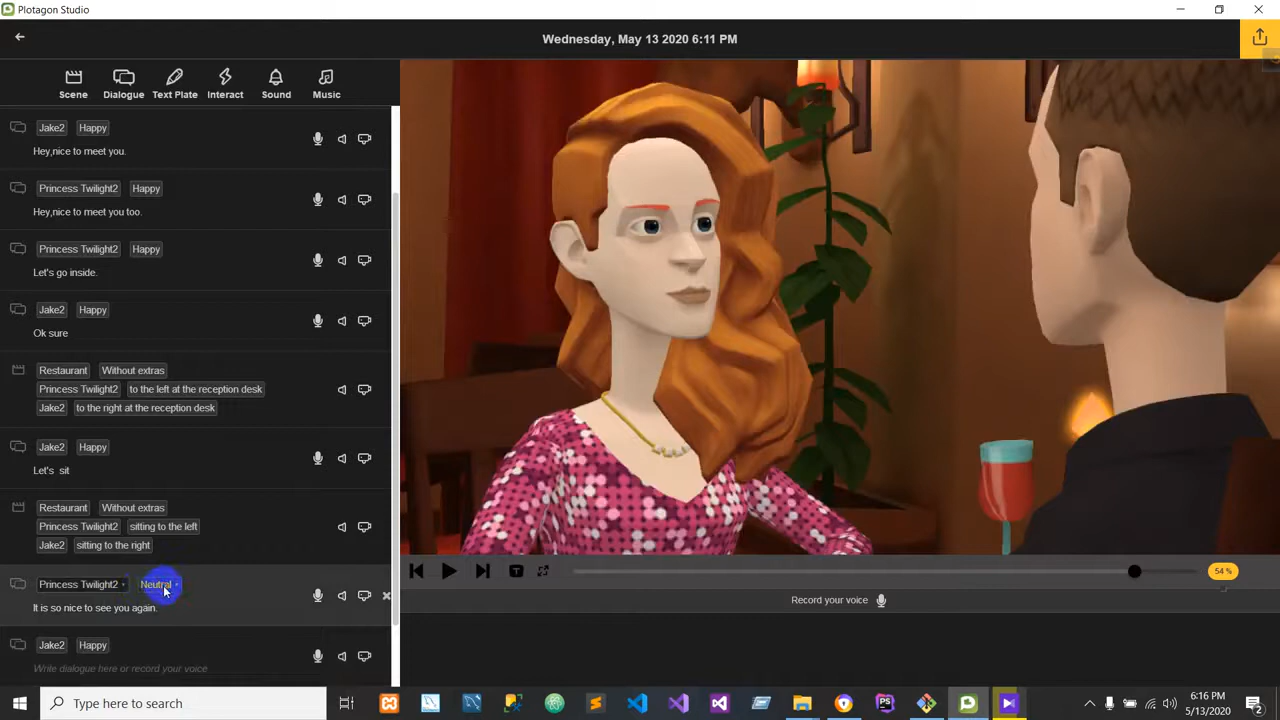 Plotagon Studio
Wednesday, May 13 2020 6:11 PM
Scene
Dialogue
Text Plate
Interact
Sound
Music
Jake2 Happy
Hey,nice to meet you.
Princess Twilight2 Happy
Hey,nice to meet you too.
Princess Twilight2 Happy
Let's go inside.
Jake2 Happy
Ok sure
Restaurant Without extras
Princess Twilight2 to the left at the reception desk
Jake2 to the right at the reception desk
Jake2 Happy
Let's sit
Restaurant Without extras
Princess Twilight2 sitting to the left
Jake2 sitting to the right
Princess Twilight2 Neutral
It is so nice to see you again.
Jake2 Happy
Write dialogue here or record your voice
T
54 %
Record your voice
Type here to search
PS
6:16 PM
5/13/2020
2